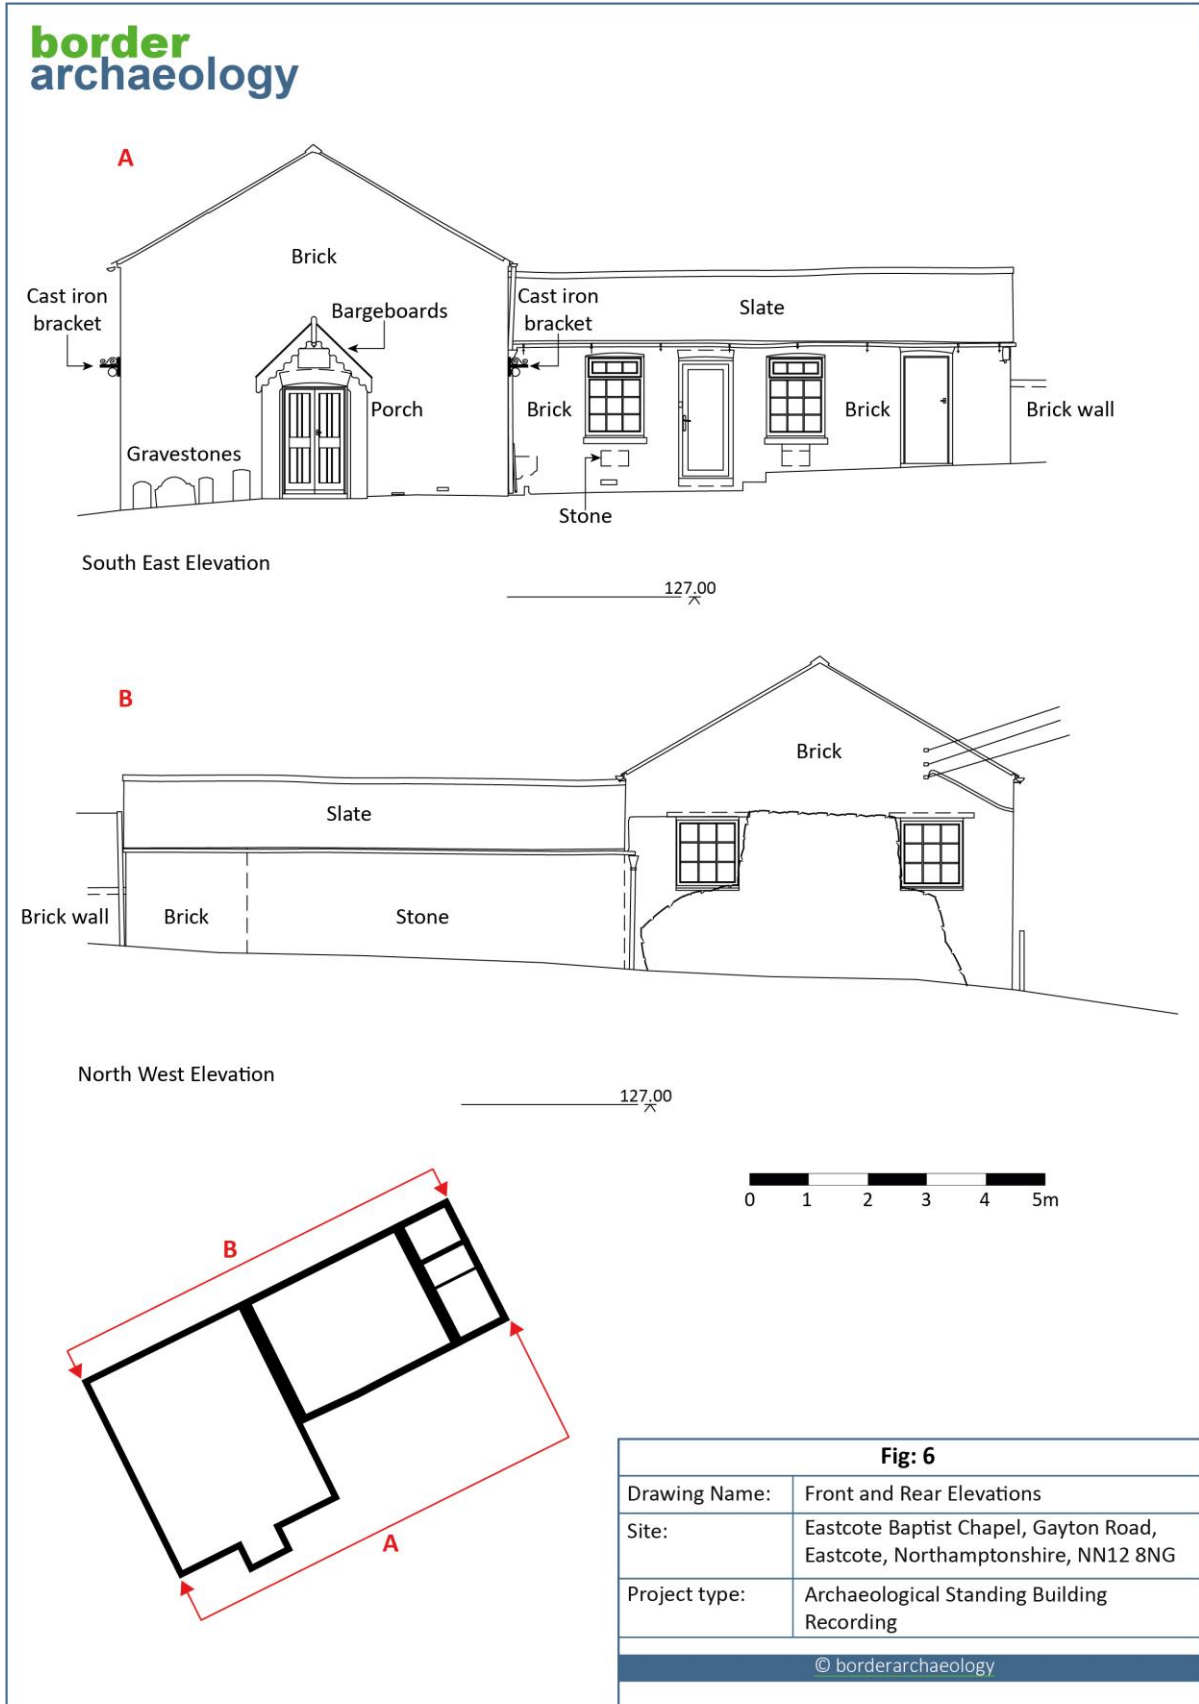 border
archaeology
A
Brick
Cast iron
bracket
Bargeboards
Cast iron
bracket
Slate
Porch
Brick
Brick
Brick wall
Gravestones
Stone
South East Elevation
127.00
B
Brick
Slate
Brick wall
Brick
Stone
North West Elevation
127.00
0 1 2 3 4 5m
B
A
Fig: 6
Drawing Name: Front and Rear Elevations
Site: Eastcote Baptist Chapel, Gayton Road,
Eastcote, Northamptonshire, NN12 8NG
Project type: Archaeological Standing Building
Recording
© borderarchaeology